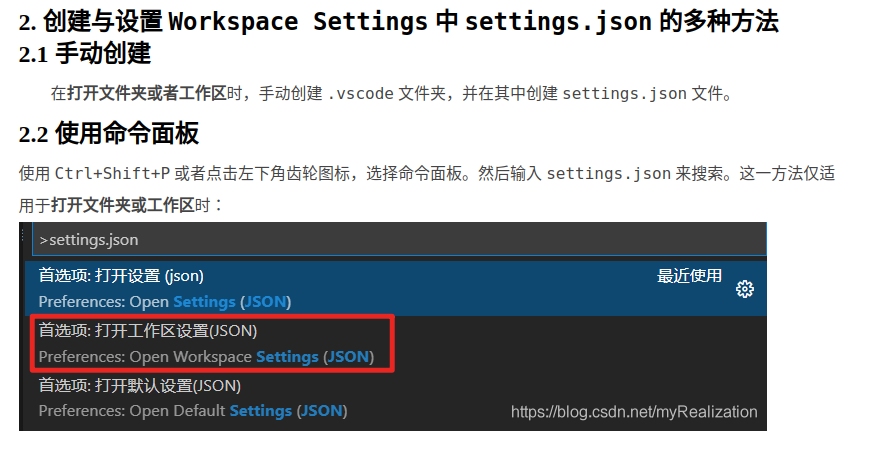 2. 创建与设置 Workspace Settings 中 settings.json 的多种方法
2.1 手动创建
在打开文件夹或者工作区时，手动创建 .vscode 文件夹，并在其中创建 settings.json 文件。
2.2 使用命令面板
使用 Ctrl+Shift+P 或者点击左下角齿轮图标，选择命令面板。然后输入 settings.json 来搜索。这一方法仅适
用于打开文件夹或工作区时：
>settings.json
首选项: 打开设置 (json) 最近使用
Preferences: Open Settings (JSON)
首选项: 打开工作区设置(JSON)
Preferences: Open Workspace Settings (JSON)
首选项: 打开默认设置(JSON)
Preferences: Open Default Settings (JSON)
https://blog.csdn.net/myRealization